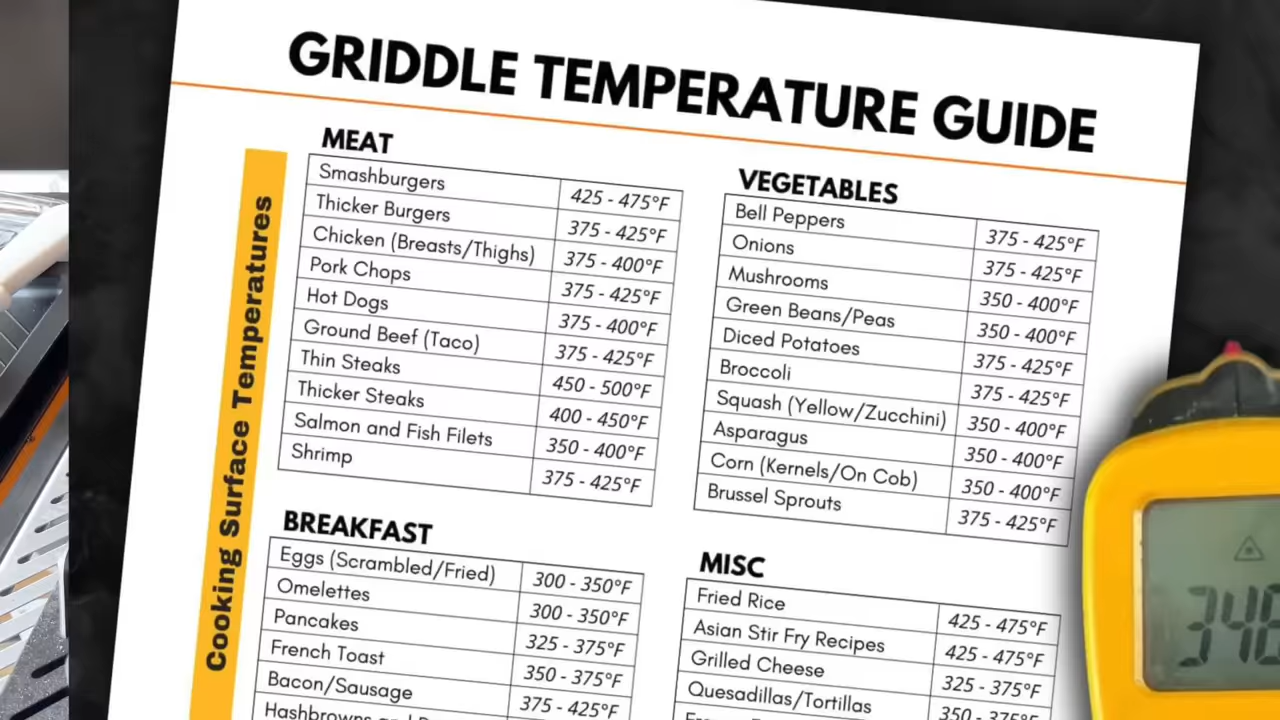 GRIDDLE TEMPERATURE GUIDE
Cooking Surface Temperatures
MEAT
Smashburgers 425 - 475°F
Thicker Burgers 375 - 425°F
Chicken (Breasts/Thighs) 375 - 400°F
Pork Chops 375 - 425°F
Hot Dogs 375 - 400°F
Ground Beef (Taco) 375 - 425°F
Thin Steaks 450 - 500°F
Thicker Steaks 400 - 450°F
Salmon and Fish Filets 350 - 400°F
Shrimp 375 - 425°F
BREAKFAST
Eggs (Scrambled/Fried) 300 - 350°F
Omelettes 300 - 350°F
Pancakes 325 - 375°F
French Toast 350 - 375°F
Bacon/Sausage 375 - 425°F
Hashbrowns and
VEGETABLES
Bell Peppers 375 - 425°F
Onions 375 - 425°F
Mushrooms 350 - 400°F
Green Beans/Peas 350 - 400°F
Diced Potatoes 375 - 425°F
Broccoli 375 - 425°F
Squash (Yellow/Zucchini) 350 - 400°F
Asparagus 350 - 400°F
Corn (Kernels/On Cob) 350 - 400°F
Brussel Sprouts 375 - 425°F
MISC
Fried Rice 425 - 475°F
Asian Stir Fry Recipes 425 - 475°F
Grilled Cheese 325 - 375°F
Quesadillas/Tortillas 350 - 375°F